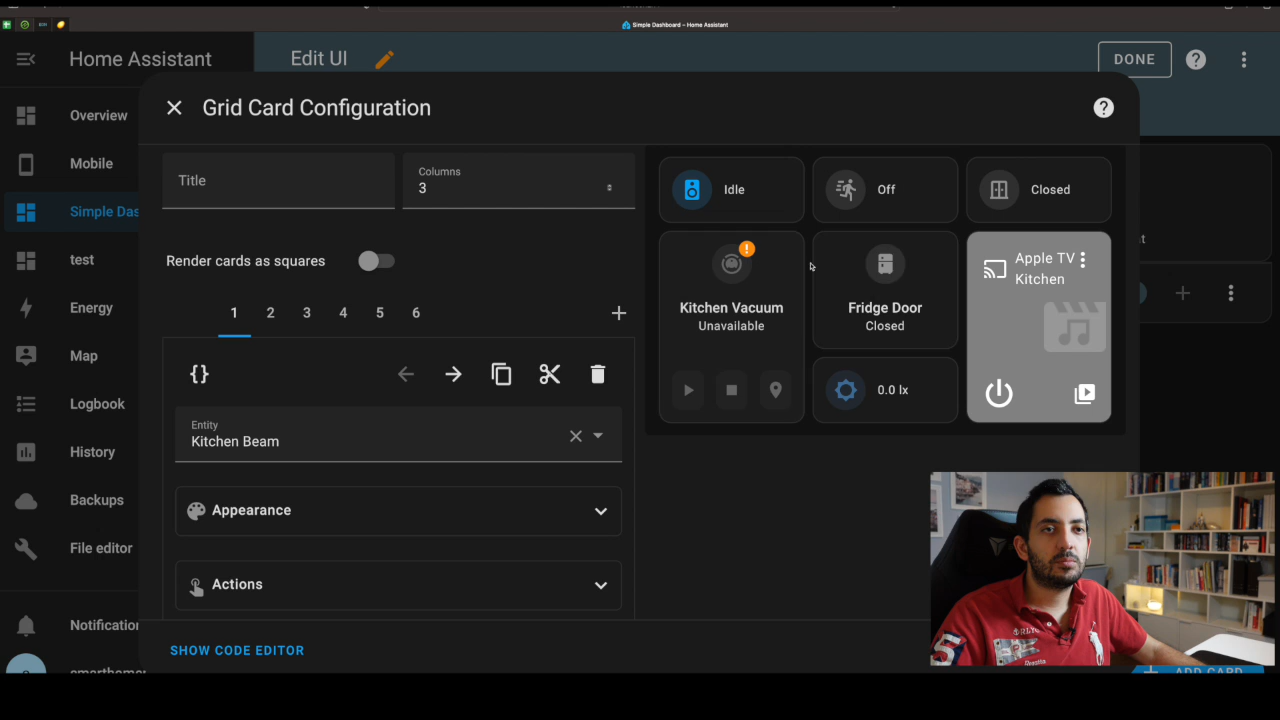 Simple Dashboard – Home Assistant
Home Assistant
Edit UI
DONE
Overview
Mobile
Simple Das
test
Energy
Map
Logbook
History
Backups
File editor
Notification
Grid Card Configuration
Title
Columns
3
Render cards as squares
1 2 3 4 5 6
{}
Entity
Kitchen Beam
Appearance
Actions
SHOW CODE EDITOR
Idle
Off
Closed
Kitchen Vacuum
Unavailable
Fridge Door
Closed
0.0 lx
Apple TV
Kitchen
ADD CARD